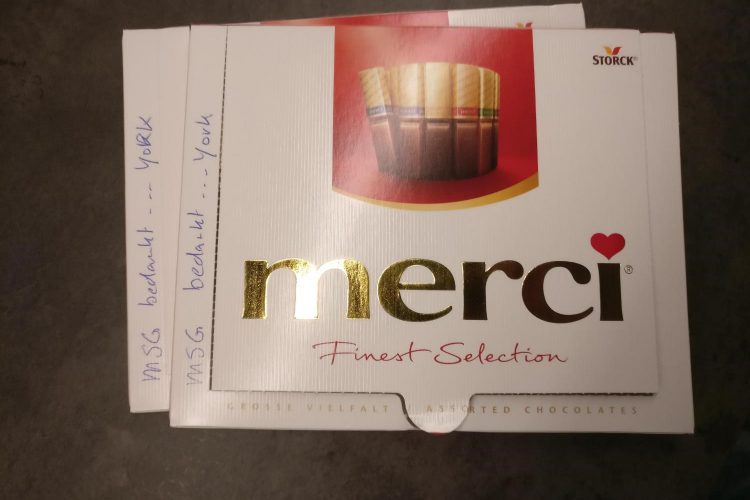 STORCK®
merci®
Finest Selection
GROSSE VIELFALT | ASSORTED CHOCOLATES
MSG bedankt --- York
MSG bedankt --- YORK